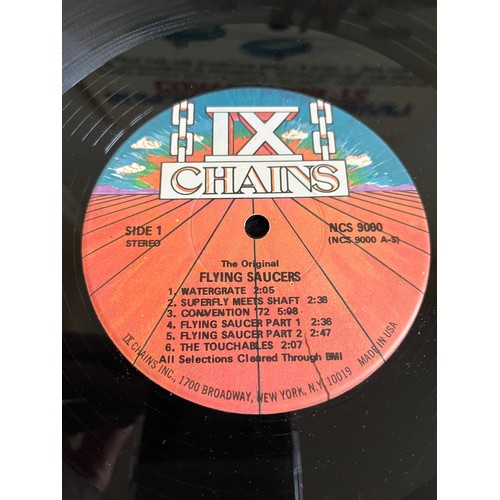 IX
CHAINS
SIDE 1
STEREO
NCS 9000
(NCS 9000 A-S)
The Original
FLYING SAUCERS
1. WATERGRATE 2:05
2. SUPERFLY MEETS SHAFT 2:38
3. CONVENTION '72 5:08
4. FLYING SAUCER PART 1 2:36
5. FLYING SAUCER PART 2 2:47
6. THE TOUCHABLES 2:07
All Selections Cleared Through BMI
IX CHAINS INC., 1700 BROADWAY, NEW YORK, N.Y. 10019 MADE IN USA